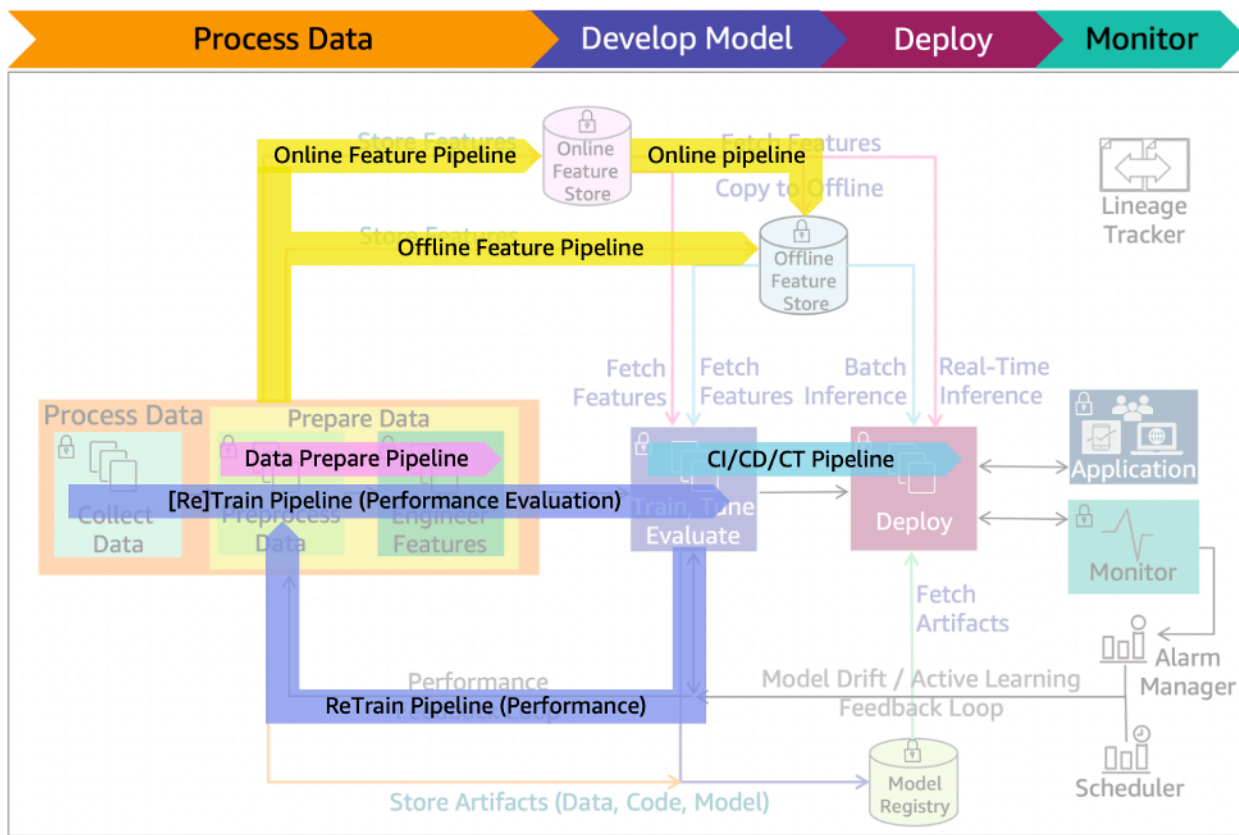 Process Data
Develop Model
Deploy
Monitor
Store Features
Online Feature Pipeline
Online
Feature
Store
Fetch Features
Online pipeline
Copy to Offline
Lineage
Tracker
Store Features
Offline Feature Pipeline
Offline
Feature
Store
Fetch
Features
Fetch
Features
Batch
Inference
Real-Time
Inference
Process Data
Prepare Data
Data Prepare Pipeline
CI/CD/CT Pipeline
Application
[Re]Train Pipeline (Performance Evaluation)
Collect
Data
Preprocess
Data
Engineer
Features
Train, Tune
Evaluate
Deploy
Monitor
Fetch
Artifacts
Alarm
Manager
Performance
Feedback Loop
ReTrain Pipeline (Performance)
Model Drift / Active Learning
Feedback Loop
Scheduler
Model
Registry
Store Artifacts (Data, Code, Model)